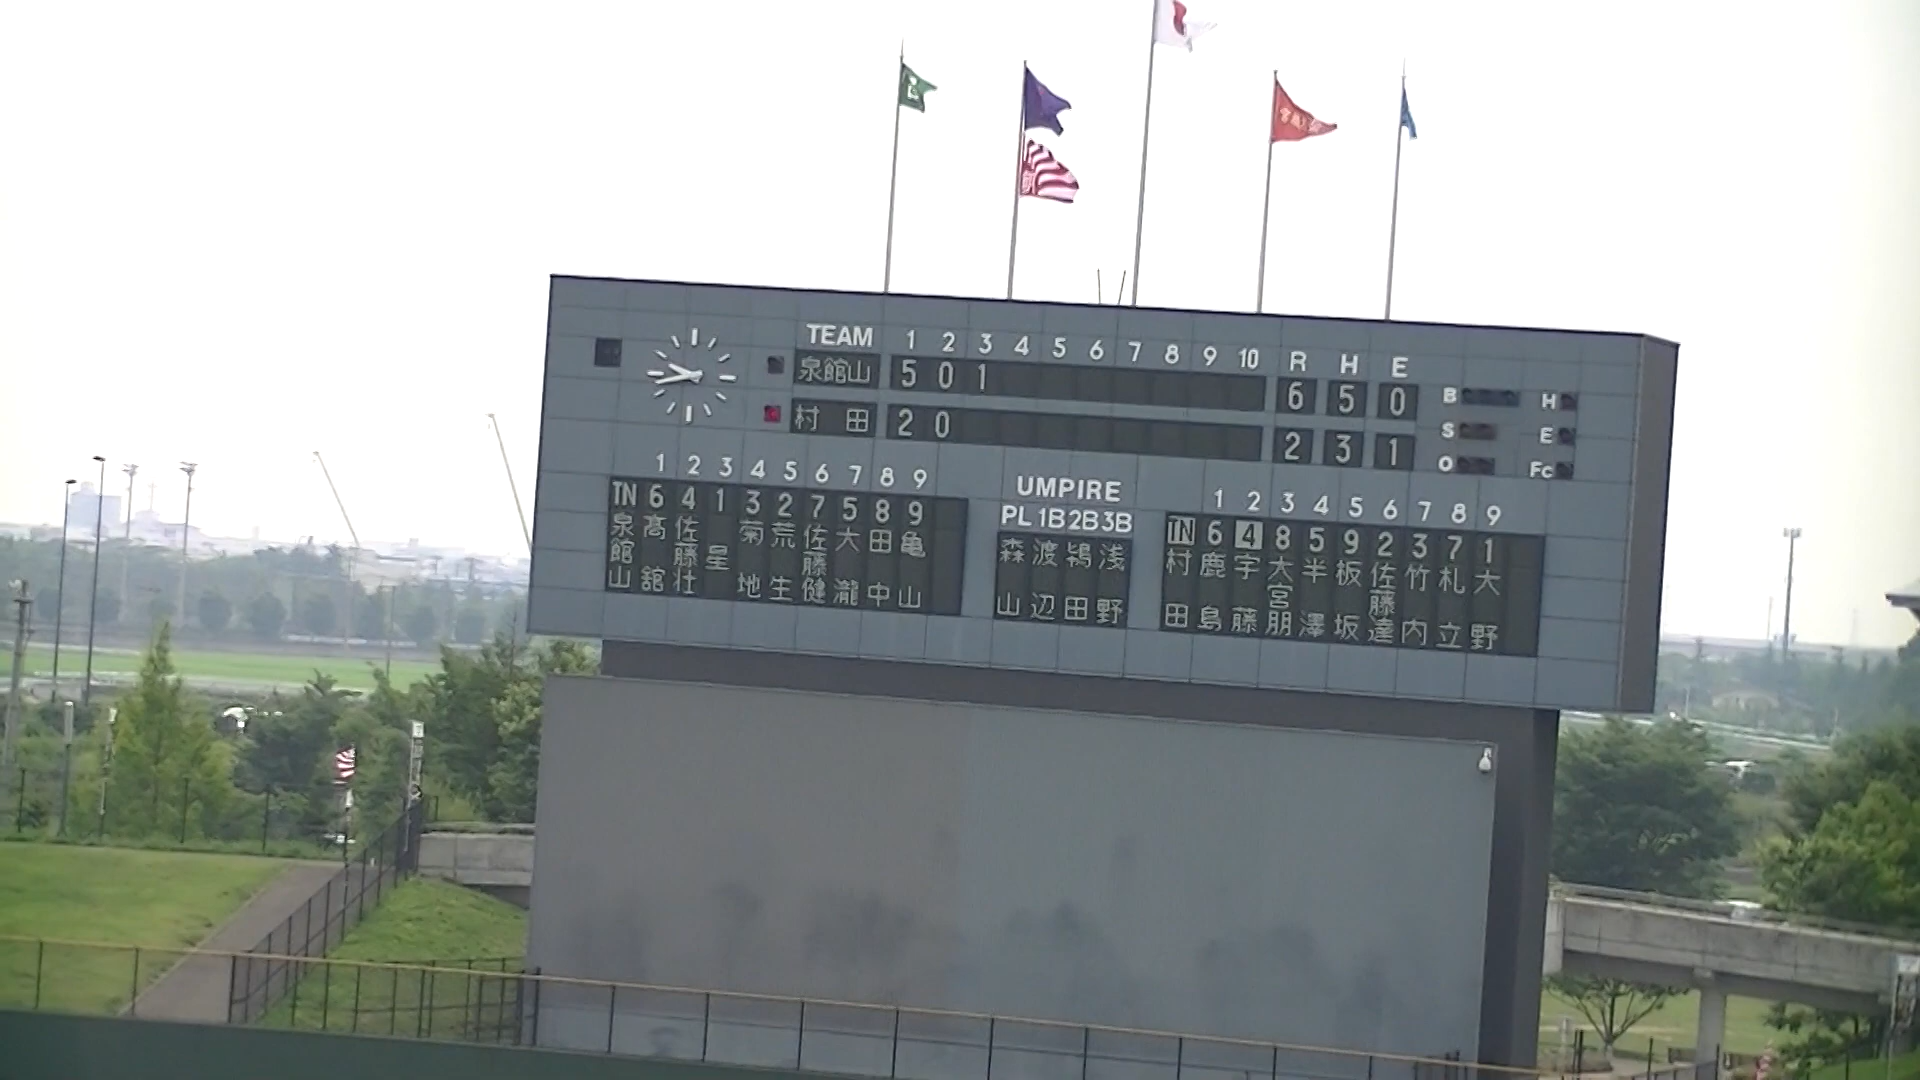 TEAM 1 2 3 4 5 6 7 8 9 10 R H E
泉館山 5 0 1 6 5 0
村田 2 0 2 3 1
B H
S E
O Fc
1 2 3 4 5 6 7 8 9
TN 6 4 1 3 2 7 5 8 9
泉館山 髙舘 佐藤壮 星 菊地 荒生 佐藤健 大瀧 田中 亀山
UMPIRE
PL 1B 2B 3B
森山 渡辺 鴇田 浅野
1 2 3 4 5 6 7 8 9
TN 6 4 8 5 9 2 3 7 1
村田 鹿島 宇藤 大宮朋 半澤 板坂 佐藤達 竹内 札立 大野